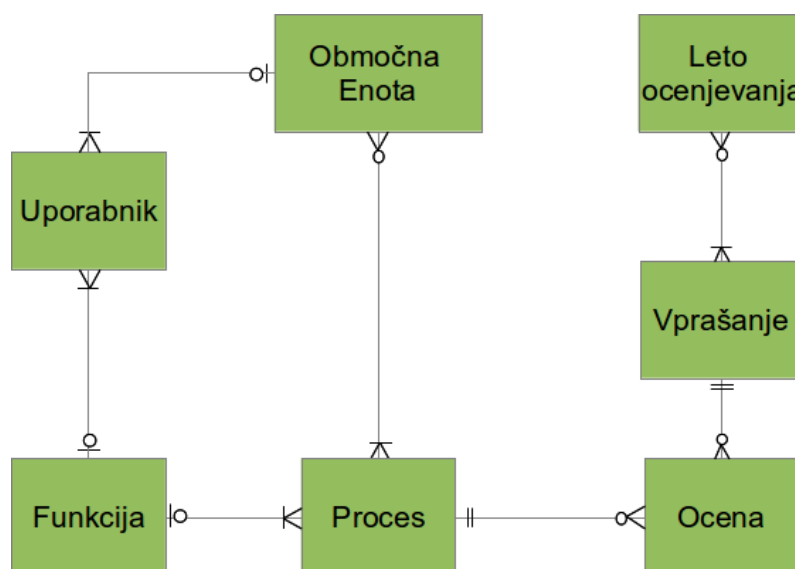 Območna
Enota
Leto
ocenjevanja
Uporabnik
Vprašanje
Funkcija
Proces
Ocena